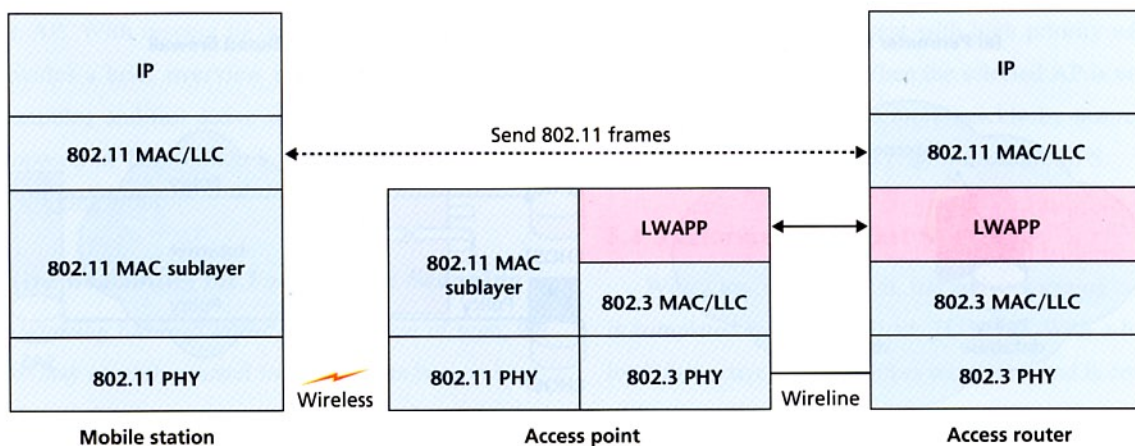 IP
802.11 MAC/LLC
802.11 MAC sublayer
802.11 PHY
Mobile station
Send 802.11 frames
Wireless
802.11 MAC
sublayer
802.11 PHY
LWAPP
802.3 MAC/LLC
802.3 PHY
Access point
Wireline
IP
802.11 MAC/LLC
LWAPP
802.3 MAC/LLC
802.3 PHY
Access router